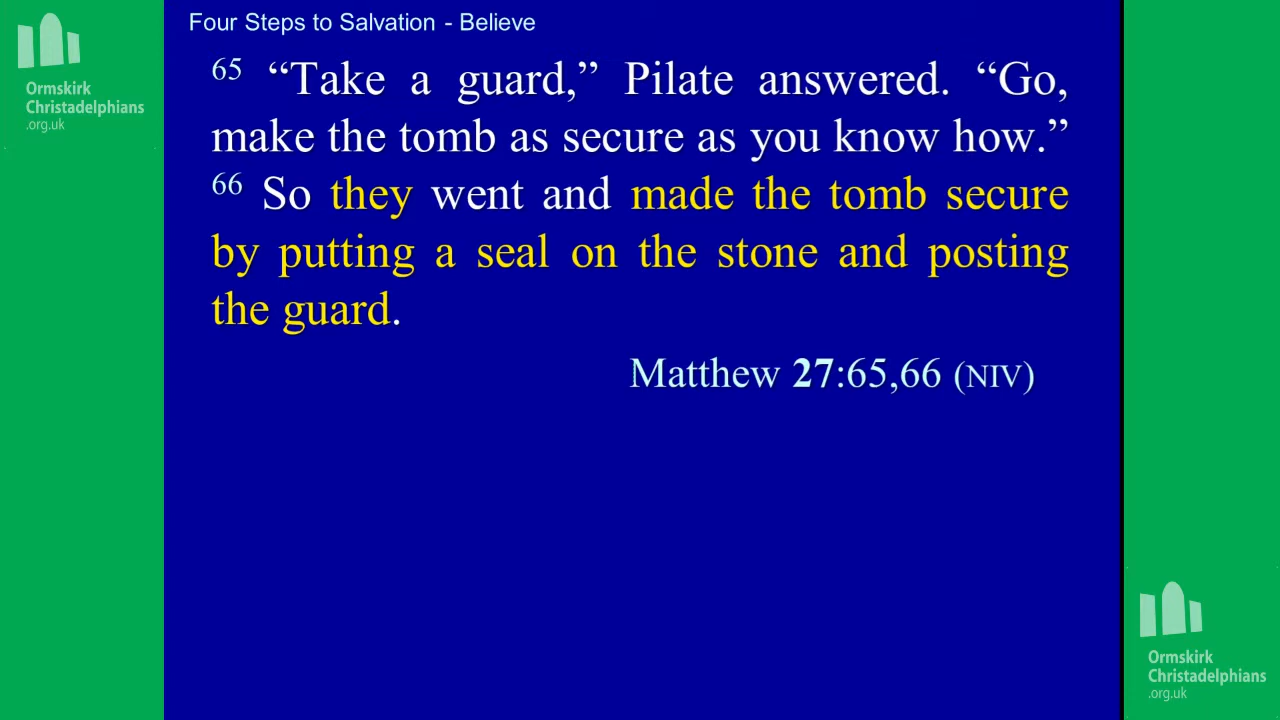 Four Steps to Salvation - Believe
65 “Take a guard,” Pilate answered. “Go,
make the tomb as secure as you know how.”
66 So they went and made the tomb secure
by putting a seal on the stone and posting
the guard.
Matthew 27:65,66 (NIV)
Ormskirk
Christadelphians
.org.uk
Ormskirk
Christadelphians
.org.uk